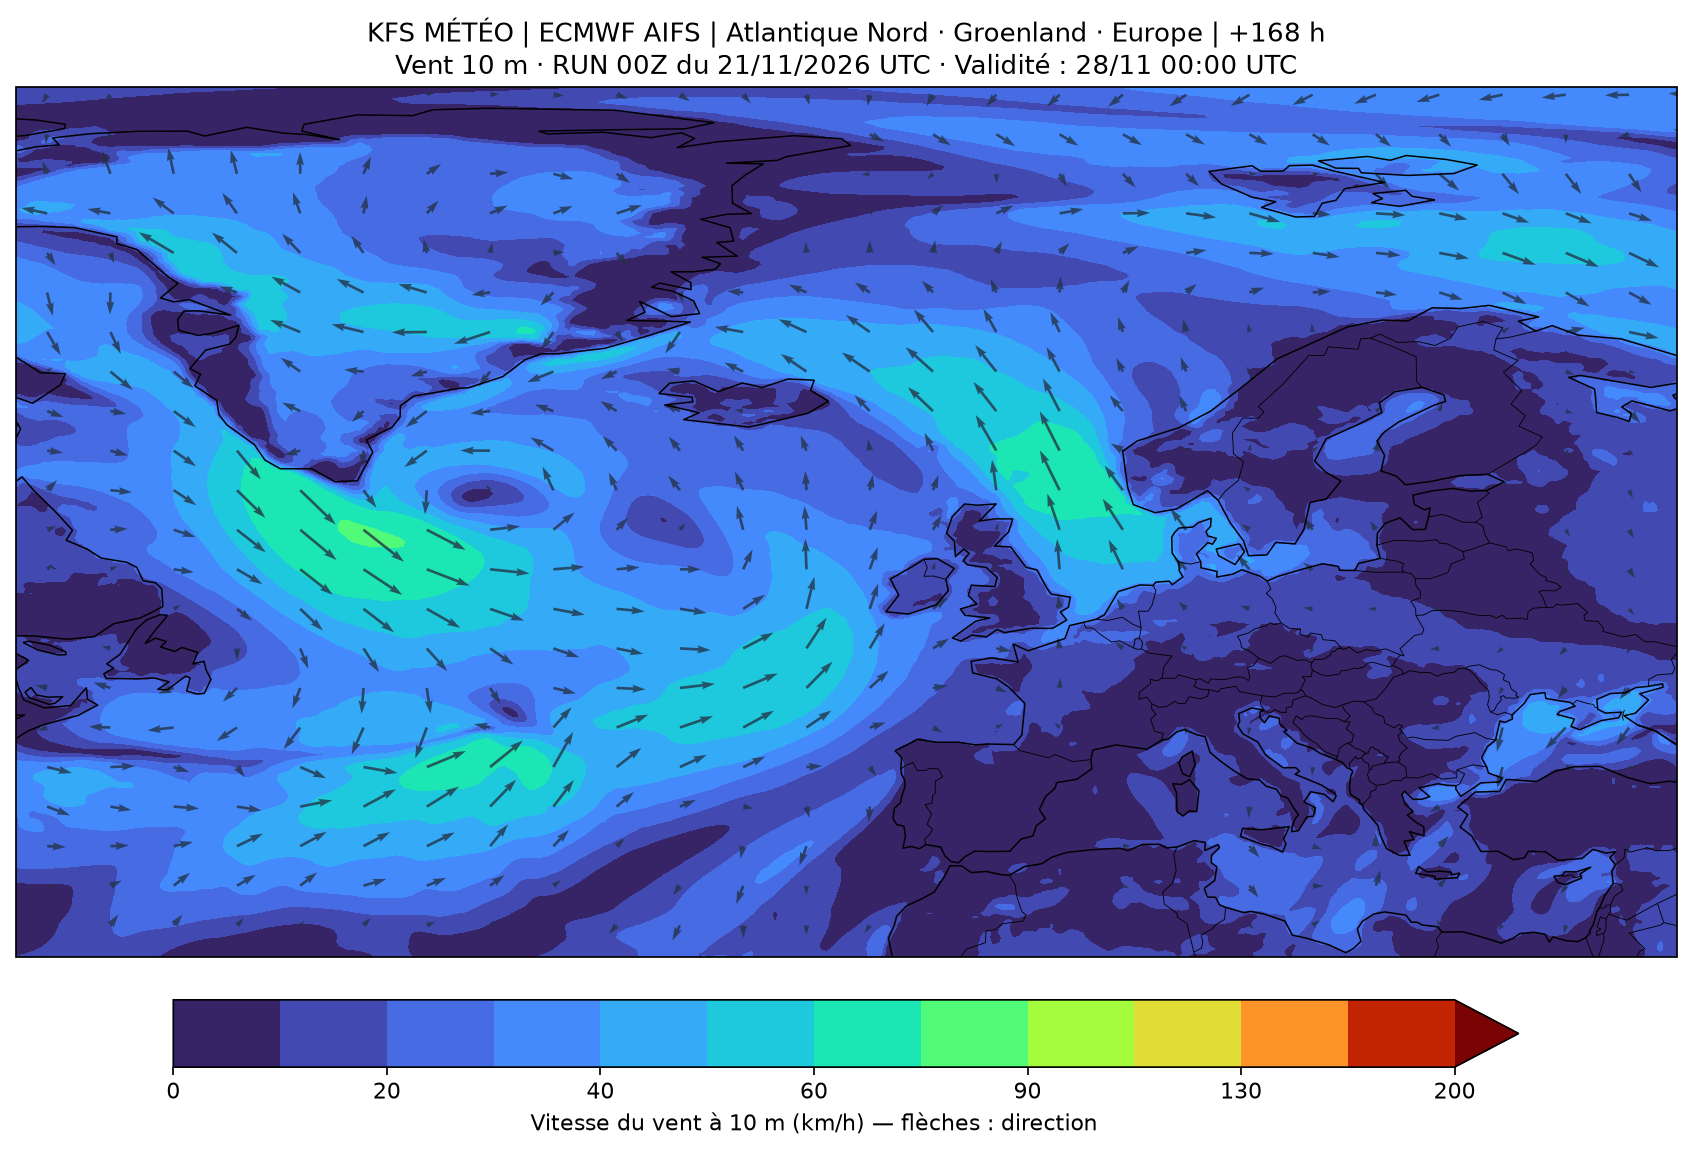 KFS MÉTÉO | ECMWF AIFS | Atlantique Nord · Groenland · Europe | +168 h
Vent 10 m · RUN 00Z du 21/11/2026 UTC · Validité : 28/11 00:00 UTC
0 20 40 60 90 130 200
Vitesse du vent à 10 m (km/h) — flèches : direction